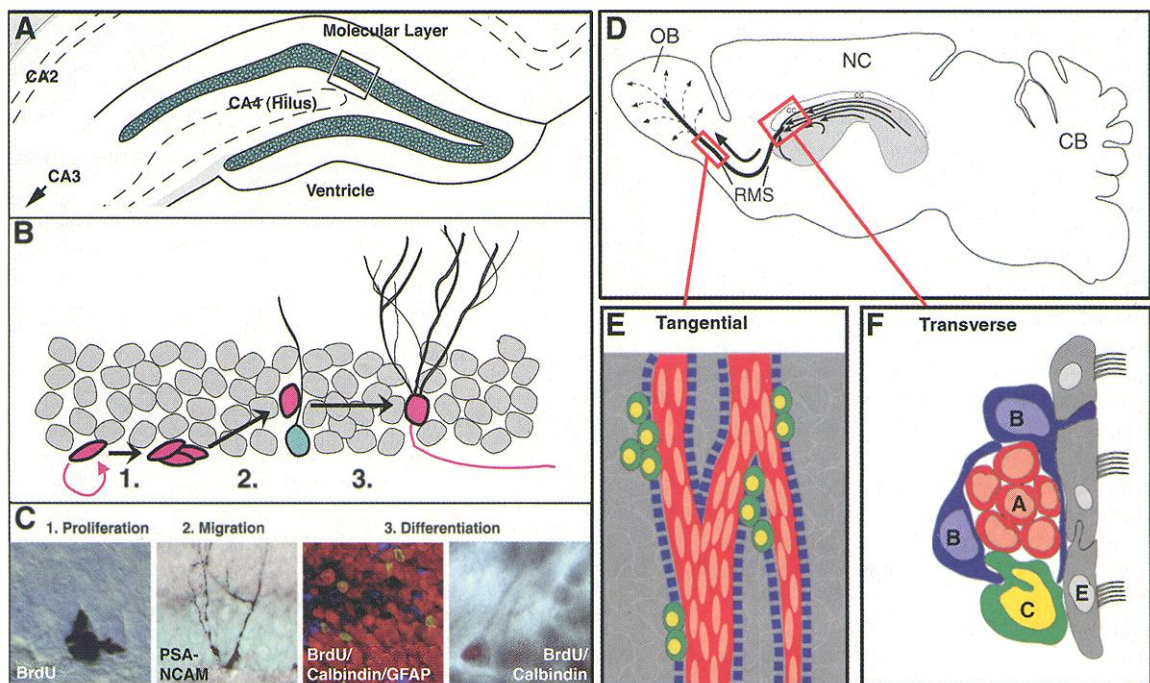 A
Molecular Layer
CA2
CA4 (Hilus)
CA3
Ventricle
B
1.
2.
3.
C
1. Proliferation
2. Migration
3. Differentiation
BrdU
PSA-
NCAM
BrdU/
Calbindin/GFAP
BrdU/
Calbindin
D
OB
NC
cc
cc
CB
RMS
E
Tangential
F
Transverse
B
A
B
C
E